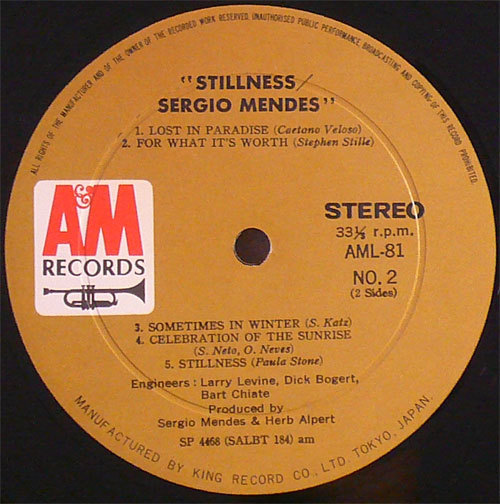 ALL RIGHTS OF THE MANUFACTURER AND OF THE OWNER OF THE RECORDED WORK RESERVED. UNAUTHORISED PUBLIC PERFORMANCE BROADCASTING AND COPYING OF THIS RECORD PROHIBITED.
"STILLNESS/
SERGIO MENDES"
1. LOST IN PARADISE (Caetono Veloso)
2. FOR WHAT IT'S WORTH (Stephen Stille)
A&M
RECORDS
STEREO
33⅓ r.p.m.
AML-81
NO. 2
(2 Sides)
3. SOMETIMES IN WINTER (S. Katz)
4. CELEBRATION OF THE SUNRISE
(S. Neto, O. Neves)
5. STILLNESS (Paula Stone)
Engineers: Larry Levine, Dick Bogert,
Bart Chiate
Produced by
Sergio Mendes & Herb Alpert
SP 4468 (SALBT 184) am
MANUFACTURED BY KING RECORD CO., LTD. TOKYO, JAPAN.